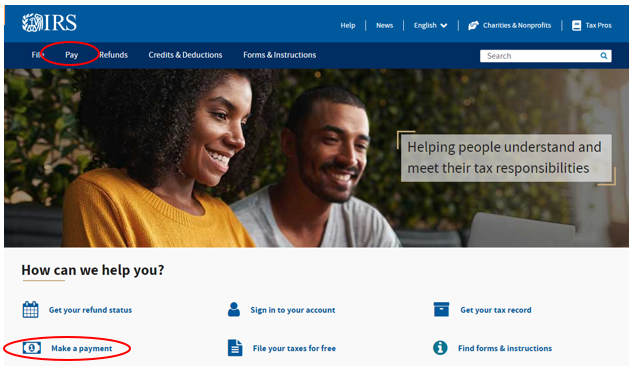 IRS
Help News English Charities & Nonprofits Tax Pros
File Pay Refunds Credits & Deductions Forms & Instructions
Search
Helping people understand and
meet their tax responsibilities
How can we help you?
Get your refund status Sign in to your account Get your tax record
Make a payment File your taxes for free Find forms & instructions